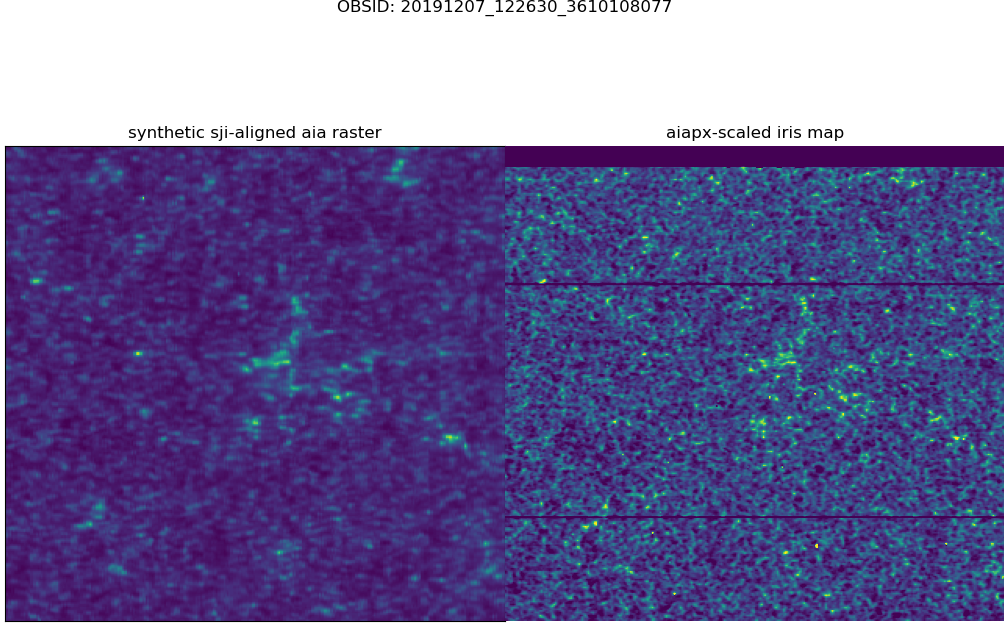 OBSID: 20191207_122630_3610108077
synthetic sji-aligned aia raster
aiapx-scaled iris map